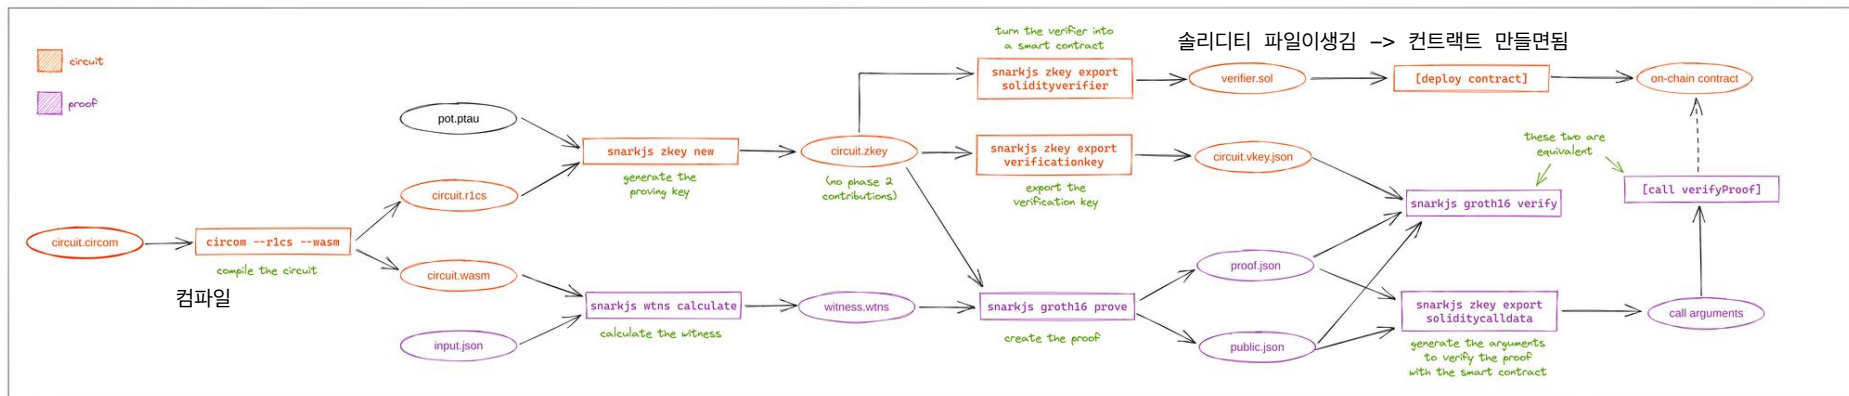 circuit
proof
circuit.circom
circom --r1cs --wasm
compile the circuit
컴파일
pot.ptau
circuit.r1cs
circuit.wasm
input.json
snarkjs zkey new
generate the
proving key
snarkjs wtns calculate
calculate the witness
circuit.zkey
(no phase 2
contributions)
witness.wtns
turn the verifier into
a smart contract
snarkjs zkey export
solidityverifier
snarkjs zkey export
verificationkey
export the
verification key
snarkjs groth16 prove
create the proof
솔리디티 파일이생김 -> 컨트랙트 만들면됨
verifier.sol
circuit.vkey.json
proof.json
public.json
[deploy contract]
these two are
equivalent
snarkjs groth16 verify
snarkjs zkey export
soliditycalldata
generate the arguments
to verify the proof
with the smart contract
on-chain contract
[call verifyProof]
call arguments